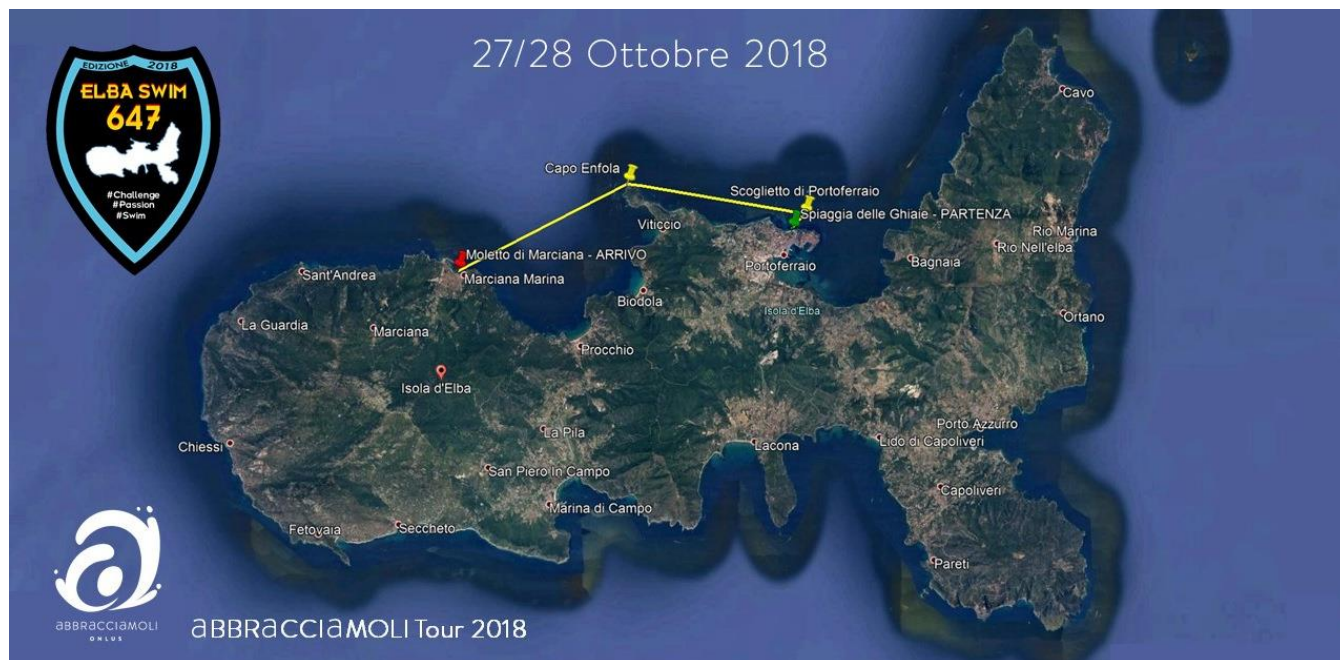 27/28 Ottobre 2018
EDIZIONE 2018
ELBA SWIM
647
#Challenge
#Passion
#Swim
Cavo
Capo Enfola
Scoglietto di Portoferraio
Spiaggia delle Ghiaie - PARTENZA
Viticcio
Rio Marina
Rio Nell'elba
Moletto di Marciana - ARRIVO
Portoferraio
Bagnaia
Sant'Andrea
Marciana Marina
Biodola
Isola d'Elba
Ortano
La Guardia
Marciana
Procchio
Isola d'Elba
Porto Azzurro
La Pila
Lido di Capoliveri
Chiessi
Lacona
San Piero In Campo
Capoliveri
Marina di Campo
Fetovaia
Seccheto
Pareti
aBBRaCCIaMOLI
ONLUS
aBBRaCCIaMOLI Tour 2018